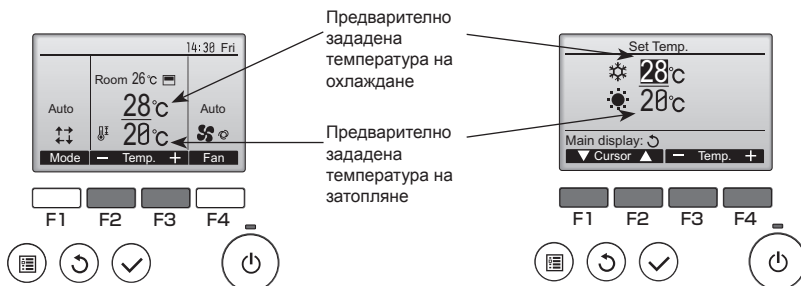 14:30 Fri
Room 26°C
Auto
28°C
20°C
Auto
Mode
− Temp. +
Fan
F1 F2 F3 F4
Предварително
зададена
температура на
охлаждане
Предварително
зададена
температура на
затопляне
Set Temp.
28°C
20°C
Main display:
▼ Cursor ▲
− Temp. +
F1 F2 F3 F4